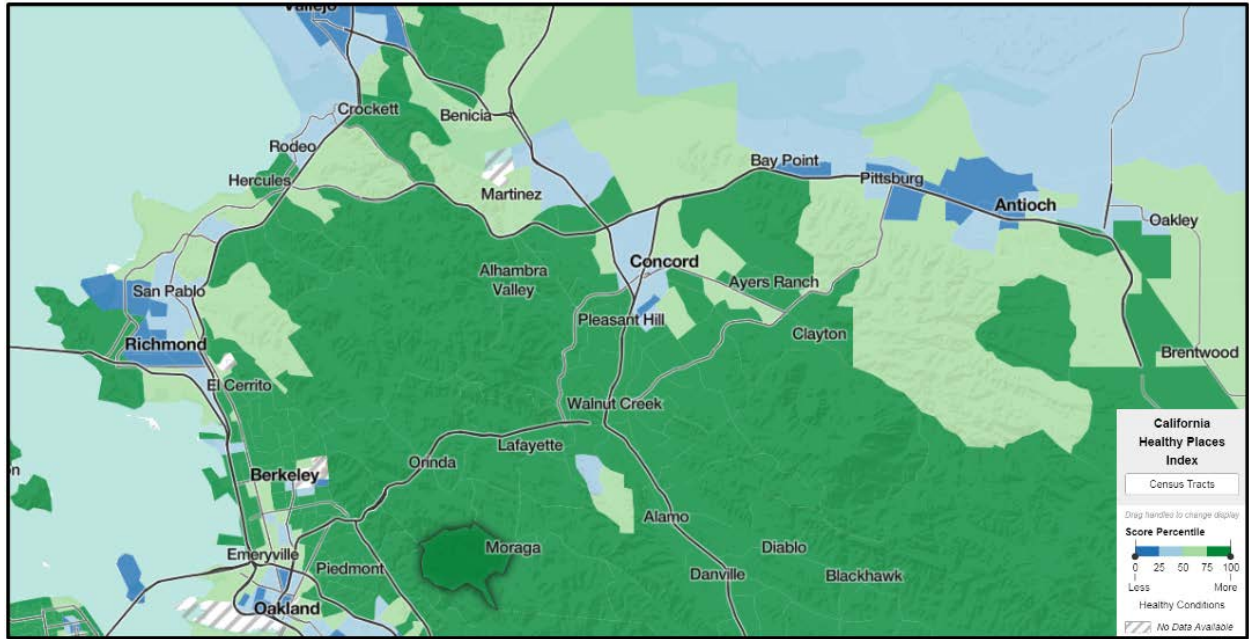 Vallejo
Crockett
Benicia
Rodeo
Hercules
Martinez
Bay Point
Pittsburg
Antioch
Oakley
San Pablo
Alhambra
Valley
Concord
Ayers Ranch
Pleasant Hill
Clayton
Richmond
Brentwood
El Cerrito
Walnut Creek
Lafayette
Orinda
Berkeley
on
Alamo
Moraga
Diablo
Emeryville
Piedmont
Danville
Blackhawk
Oakland
California
Healthy Places
Index
Census Tracts
Drag handles to change display
Score Percentile
0 25 50 75 100
Less More
Healthy Conditions
No Data Available